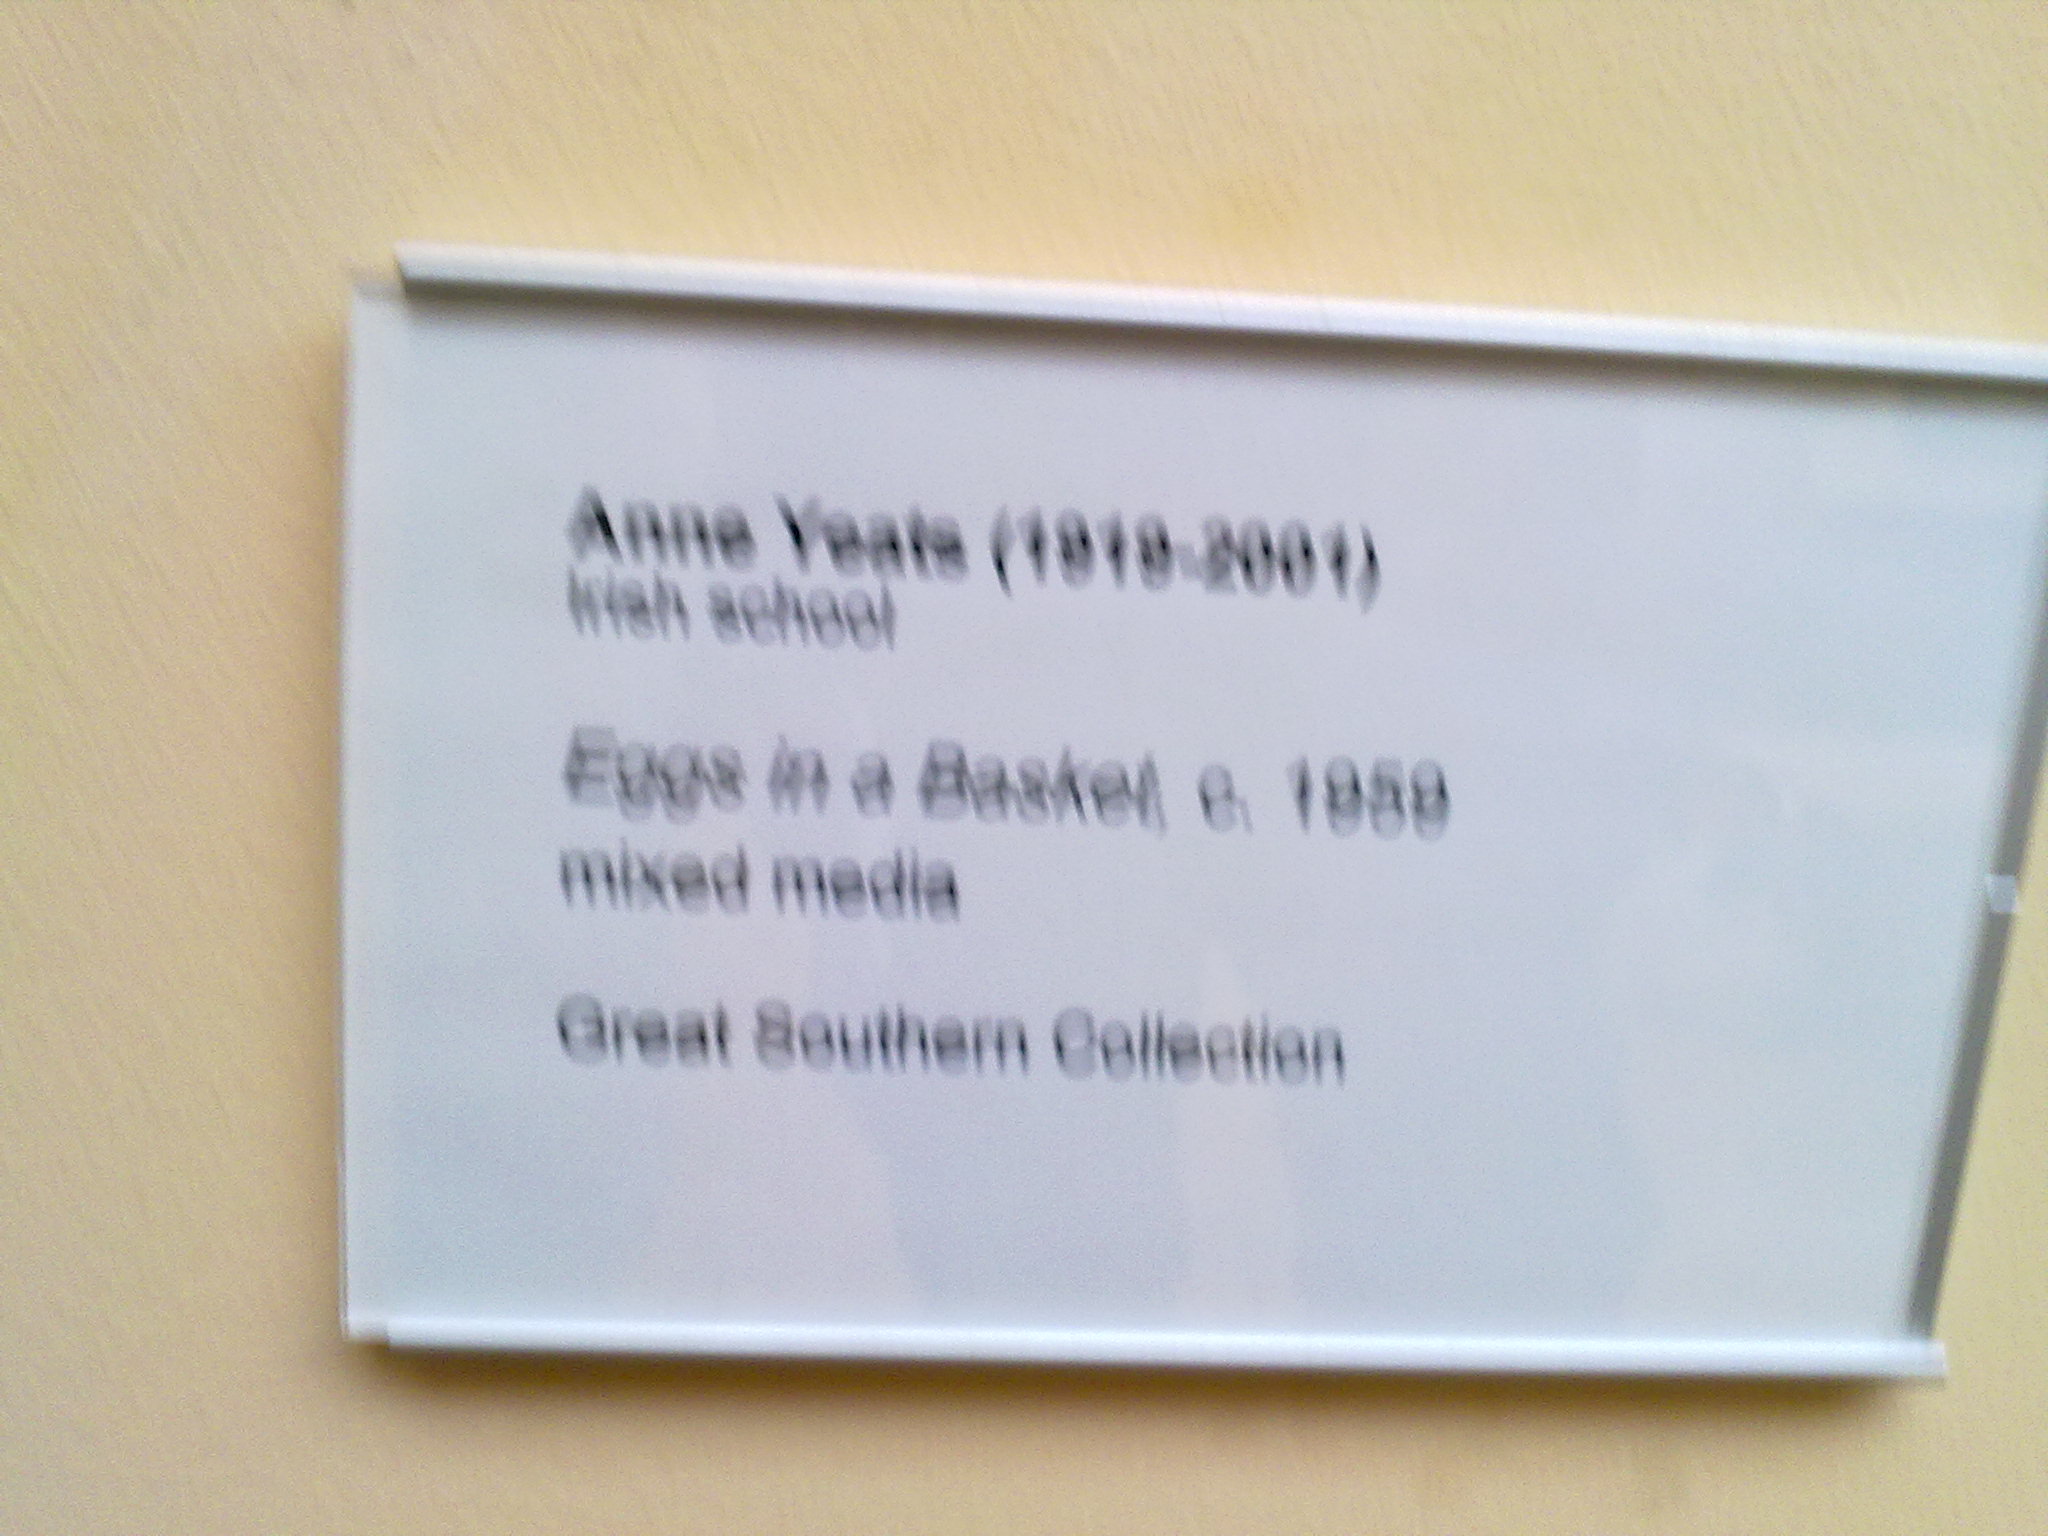 Anne Yeats (1919-2001)
Irish school
Eggs in a Basket, c. 1959
mixed media
Great Southern Collection